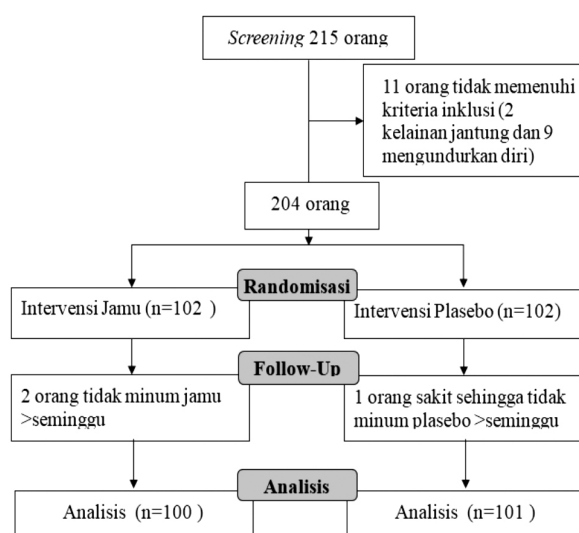 Screening 215 orang
11 orang tidak memenuhi
kriteria inklusi (2
kelainan jantung dan 9
mengundurkan diri)
204 orang
Randomisasi
Intervensi Jamu (n=102 )
Intervensi Plasebo (n=102)
Follow-Up
2 orang tidak minum jamu
>seminggu
1 orang sakit sehingga tidak
minum plasebo >seminggu
Analisis
Analisis (n=100 )
Analisis (n=101 )